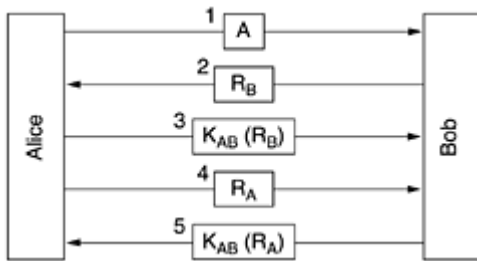 Alice
1 A
2 R_B
3 K_AB (R_B)
4 R_A
5 K_AB (R_A)
Bob